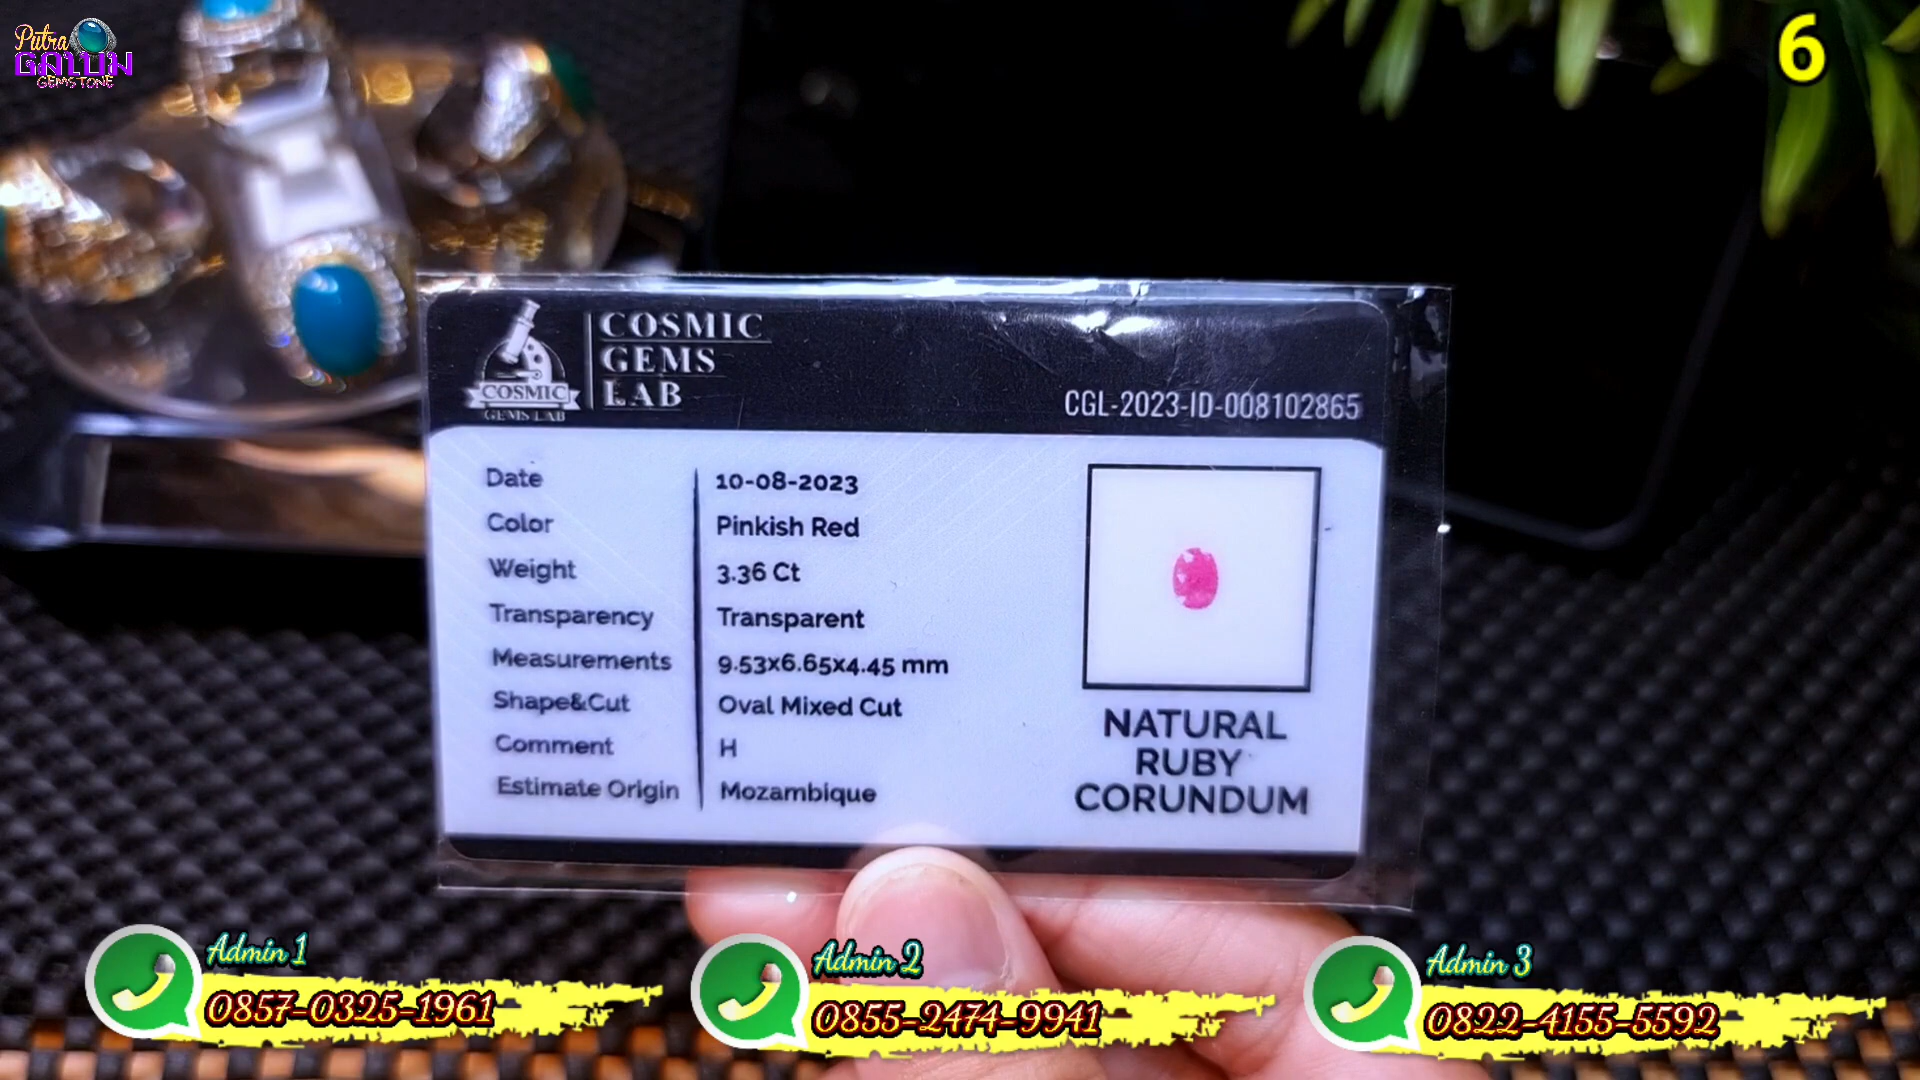 Putra
GALUH
GEMSTONE
6
COSMIC
GEMS LAB
COSMIC
GEMS
LAB
CGL-2023-ID-008102865
Date 10-08-2023
Color Pinkish Red
Weight 3.36 Ct
Transparency Transparent
Measurements 9.53x6.65x4.45 mm
Shape&Cut Oval Mixed Cut
Comment H
Estimate Origin Mozambique
NATURAL
RUBY
CORUNDUM
Admin 1
0857-0325-1961
Admin 2
0855-2474-9941
Admin 3
0822-4155-5592